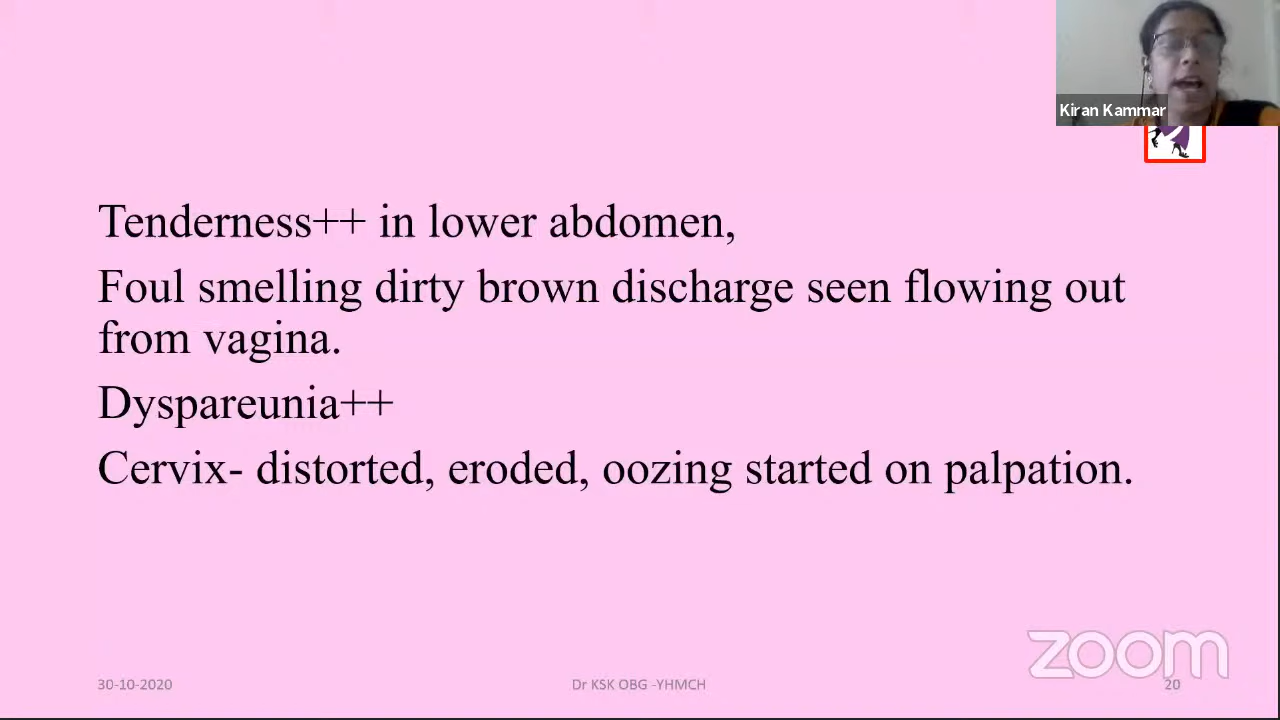 Kiran Kammar
Tenderness++ in lower abdomen,
Foul smelling dirty brown discharge seen flowing out
from vagina.
Dyspareunia++
Cervix- distorted, eroded, oozing started on palpation.
zoom
30-10-2020
Dr KSK OBG -YHMCH
20